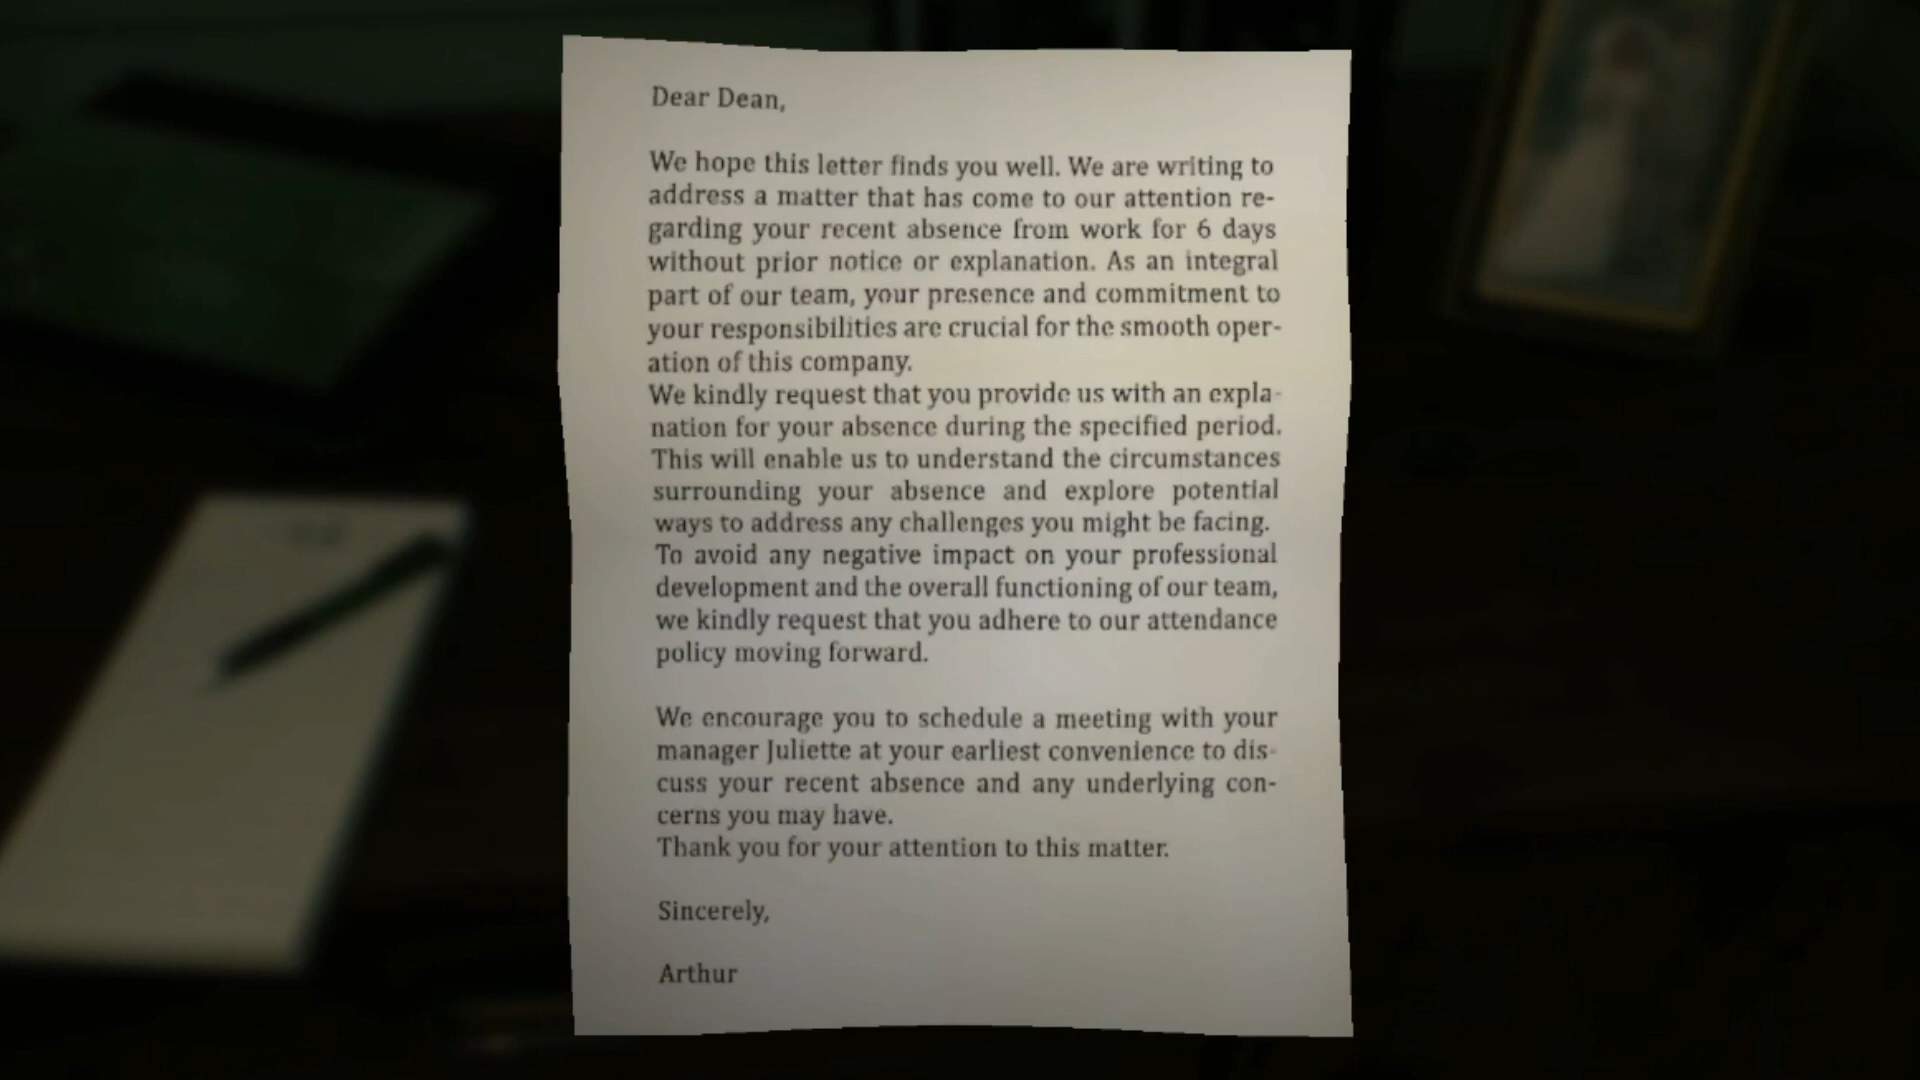 Dear Dean,
We hope this letter finds you well. We are writing to
address a matter that has come to our attention re-
garding your recent absence from work for 6 days
without prior notice or explanation. As an integral
part of our team, your presence and commitment to
your responsibilities are crucial for the smooth oper-
ation of this company.
We kindly request that you provide us with an expla-
nation for your absence during the specified period.
This will enable us to understand the circumstances
surrounding your absence and explore potential
ways to address any challenges you might be facing.
To avoid any negative impact on your professional
development and the overall functioning of our team,
we kindly request that you adhere to our attendance
policy moving forward.
We encourage you to schedule a meeting with your
manager Juliette at your earliest convenience to dis-
cuss your recent absence and any underlying con-
cerns you may have.
Thank you for your attention to this matter.
Sincerely,
Arthur